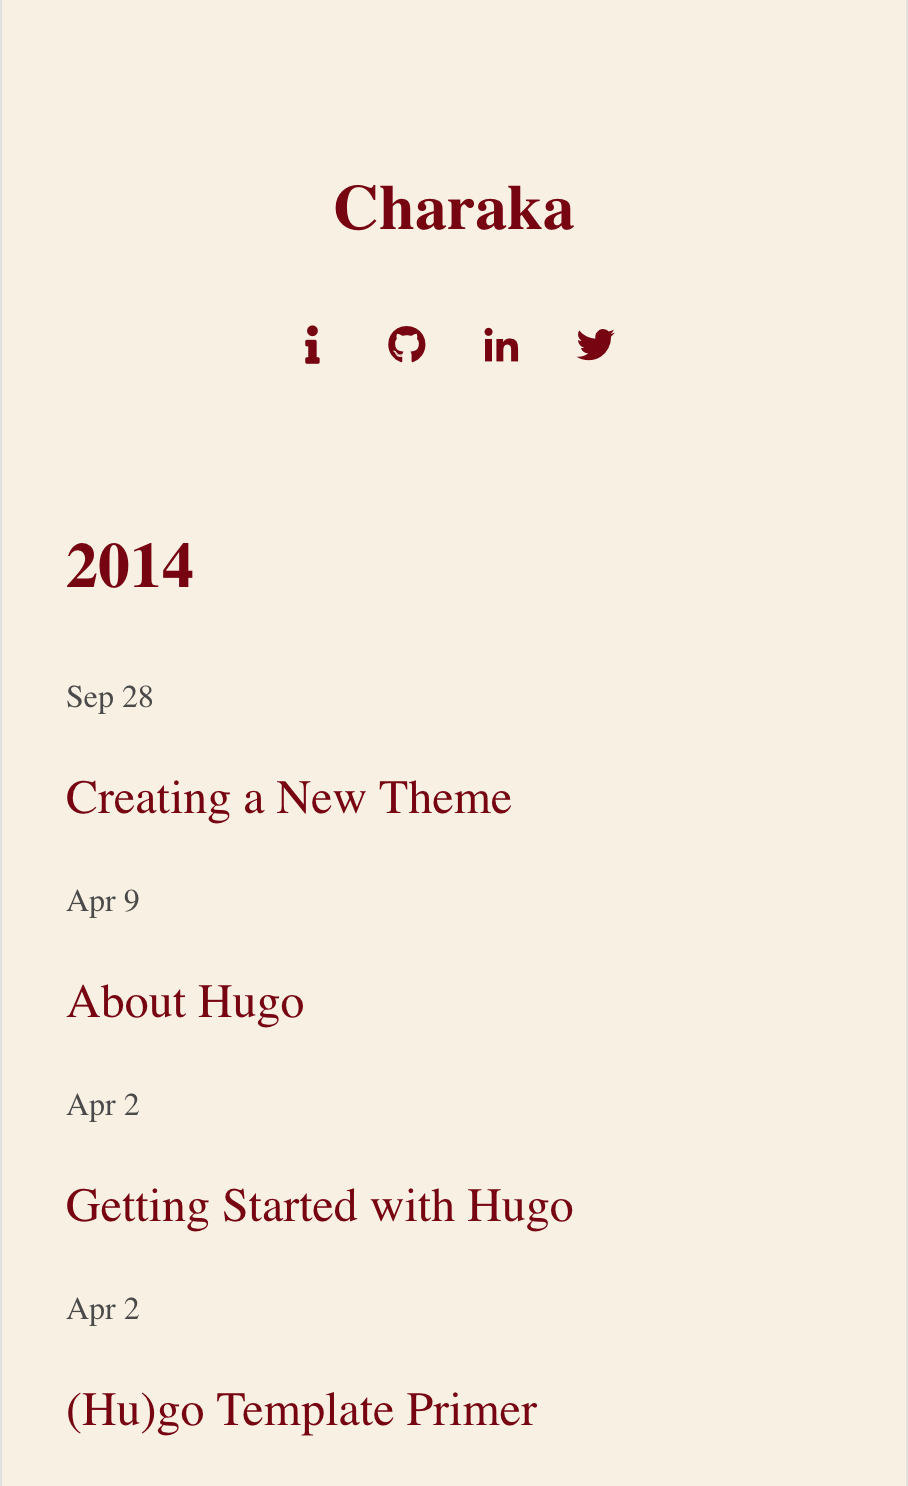 Charaka
2014
Sep 28
Creating a New Theme
Apr 9
About Hugo
Apr 2
Getting Started with Hugo
Apr 2
(Hu)go Template Primer